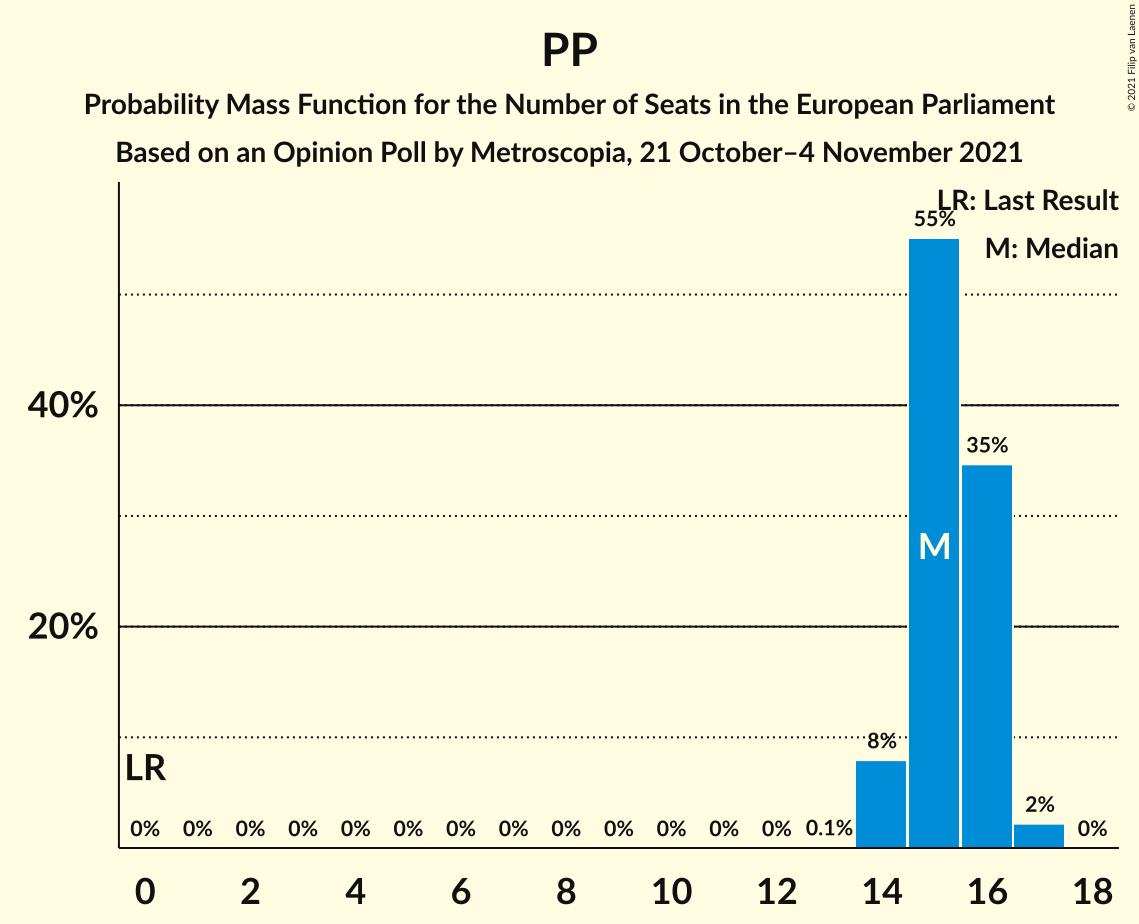 PP
Probability Mass Function for the Number of Seats in the European Parliament
Based on an Opinion Poll by Metroscopia, 21 October–4 November 2021
© 2021 Filip van Laenen
LR: Last Result
M: Median
55%
40%
35%
M
20%
8%
LR
2%
0% 0% 0% 0% 0% 0% 0% 0% 0% 0% 0% 0% 0% 0.1% 0%
0 2 4 6 8 10 12 14 16 18